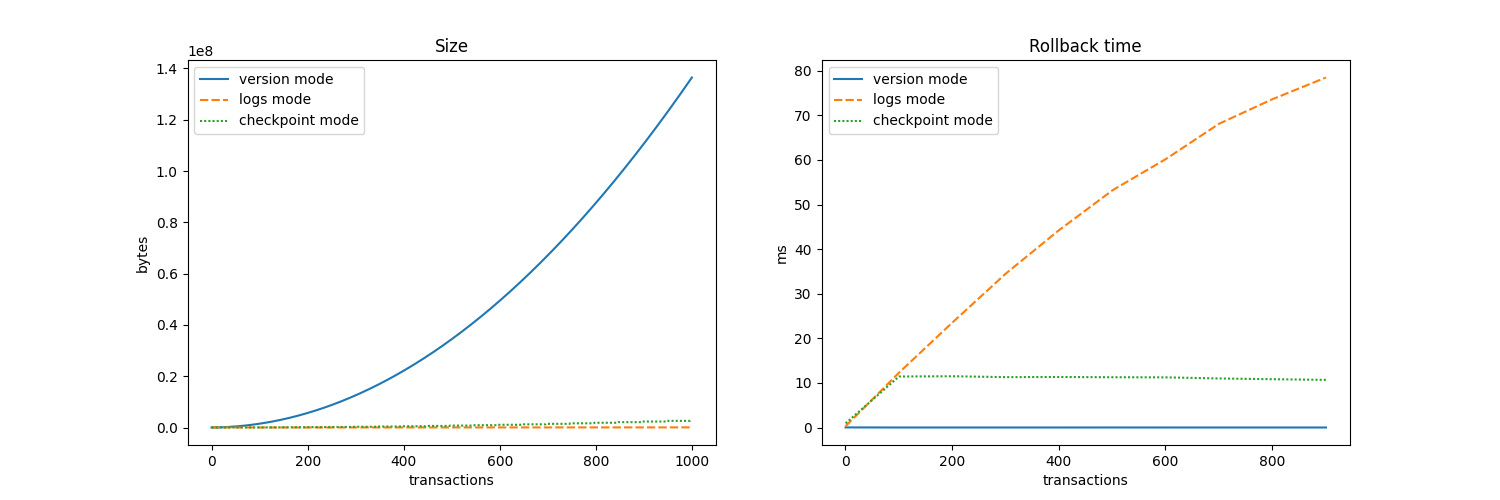 Size
1e8
version mode
logs mode
checkpoint mode
1.4
1.2
1.0
0.8
0.6
0.4
0.2
0.0
bytes
0 200 400 600 800 1000
transactions
Rollback time
version mode
logs mode
checkpoint mode
80
70
60
50
40
30
20
10
0
ms
0 200 400 600 800
transactions